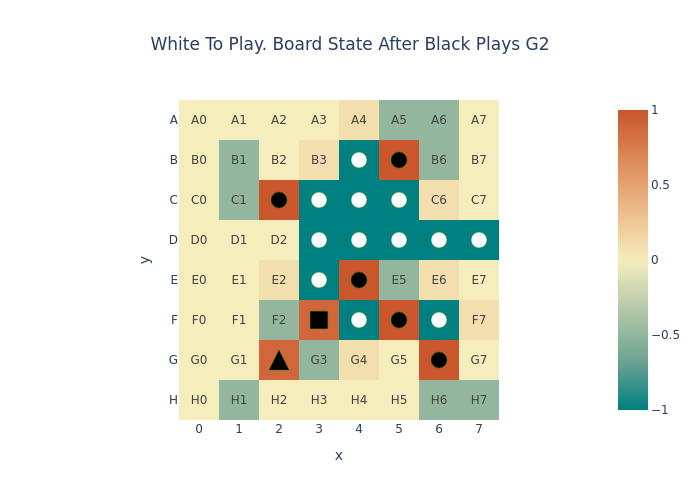 White To Play. Board State After Black Plays G2
A A0 A1 A2 A3 A4 A5 A6 A7
B B0 B1 B2 B3 B6 B7
C C0 C1 C6 C7
D D0 D1 D2
E E0 E1 E2 E5 E6 E7
F F0 F1 F2 F7
G G0 G1 G3 G4 G5 G7
H H0 H1 H2 H3 H4 H5 H6 H7
0 1 2 3 4 5 6 7
x
y
1
0.5
0
−0.5
−1